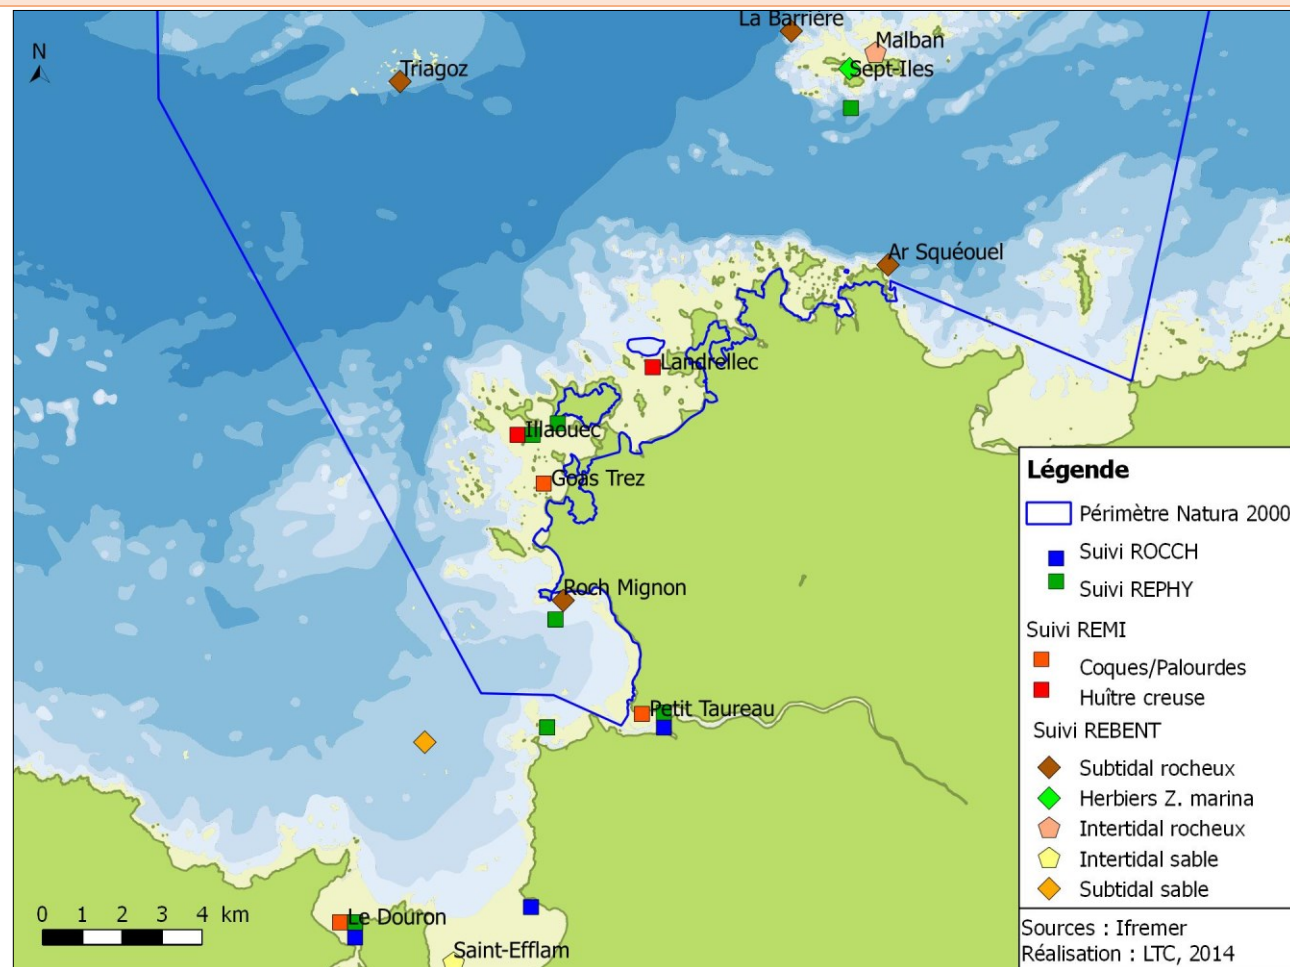 La Barrière
Malban
N
Triagoz
Sept-Iles
Ar Squéouel
Landrellec
Illaouec
Goas Trez
Roch Mignon
Petit Taureau
Légende
Périmètre Natura 2000
Suivi ROCCH
Suivi REPHY
Suivi REMI
Coques/Palourdes
Huître creuse
Suivi REBENT
Subtidal rocheux
Herbiers Z. marina
Intertidal rocheux
Intertidal sable
Subtidal sable
0 1 2 3 4 km
Le Douron
Saint-Efflam
Sources : Ifremer
Réalisation : LTC, 2014